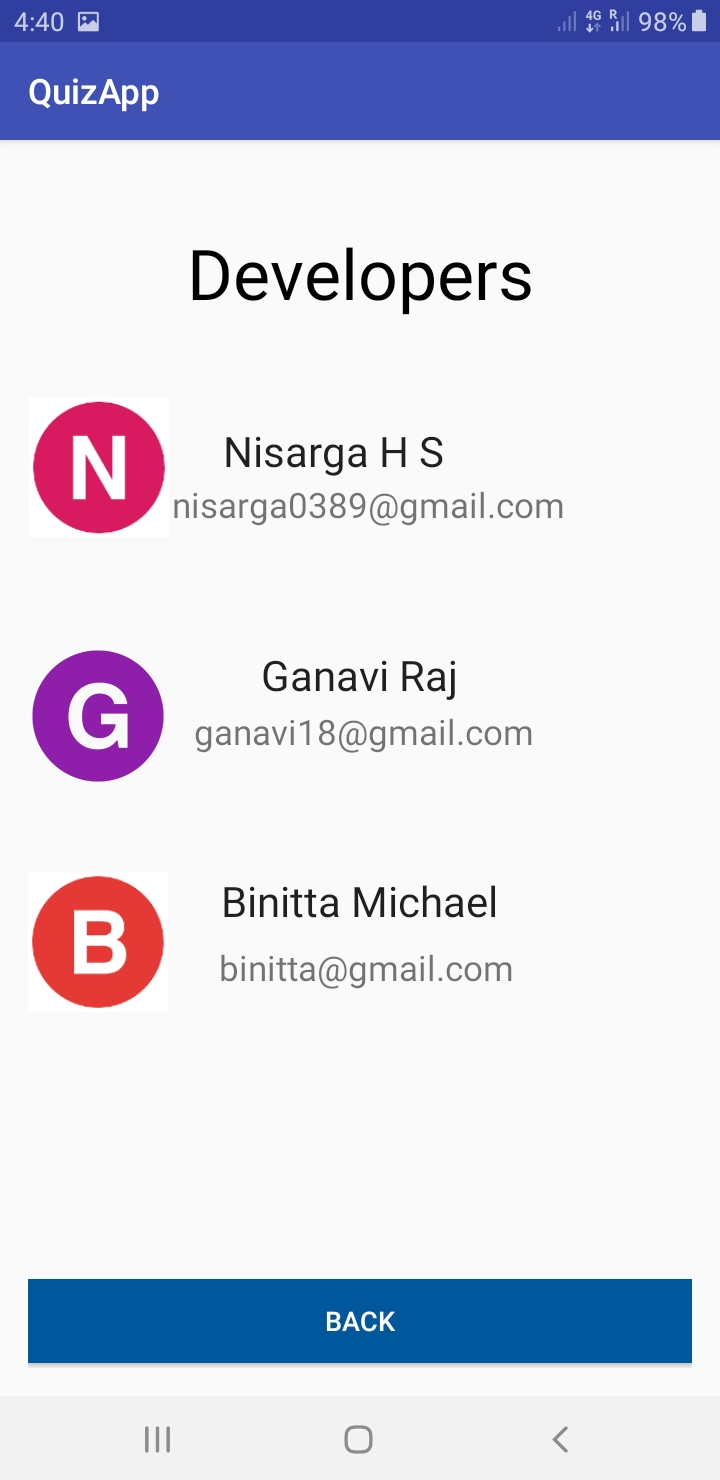 4:40 4G R 98%
QuizApp
Developers
N
Nisarga H S
nisarga0389@gmail.com
G
Ganavi Raj
ganavi18@gmail.com
B
Binitta Michael
binitta@gmail.com
BACK